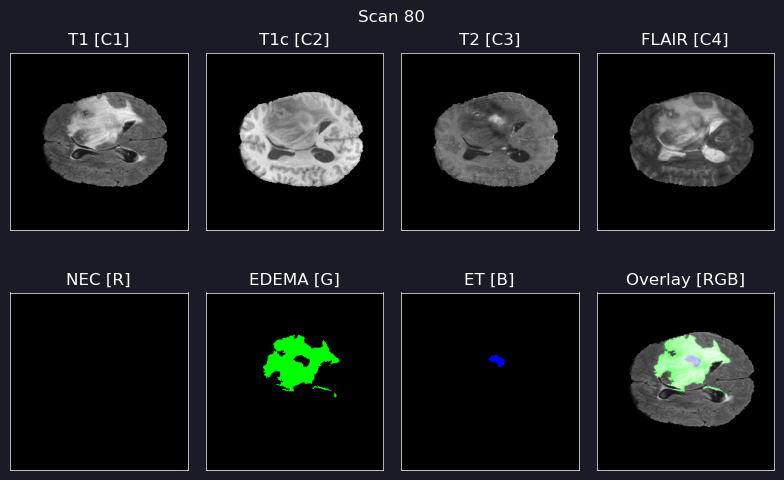 Scan 80
T1 [C1]
T1c [C2]
T2 [C3]
FLAIR [C4]
NEC [R]
EDEMA [G]
ET [B]
Overlay [RGB]